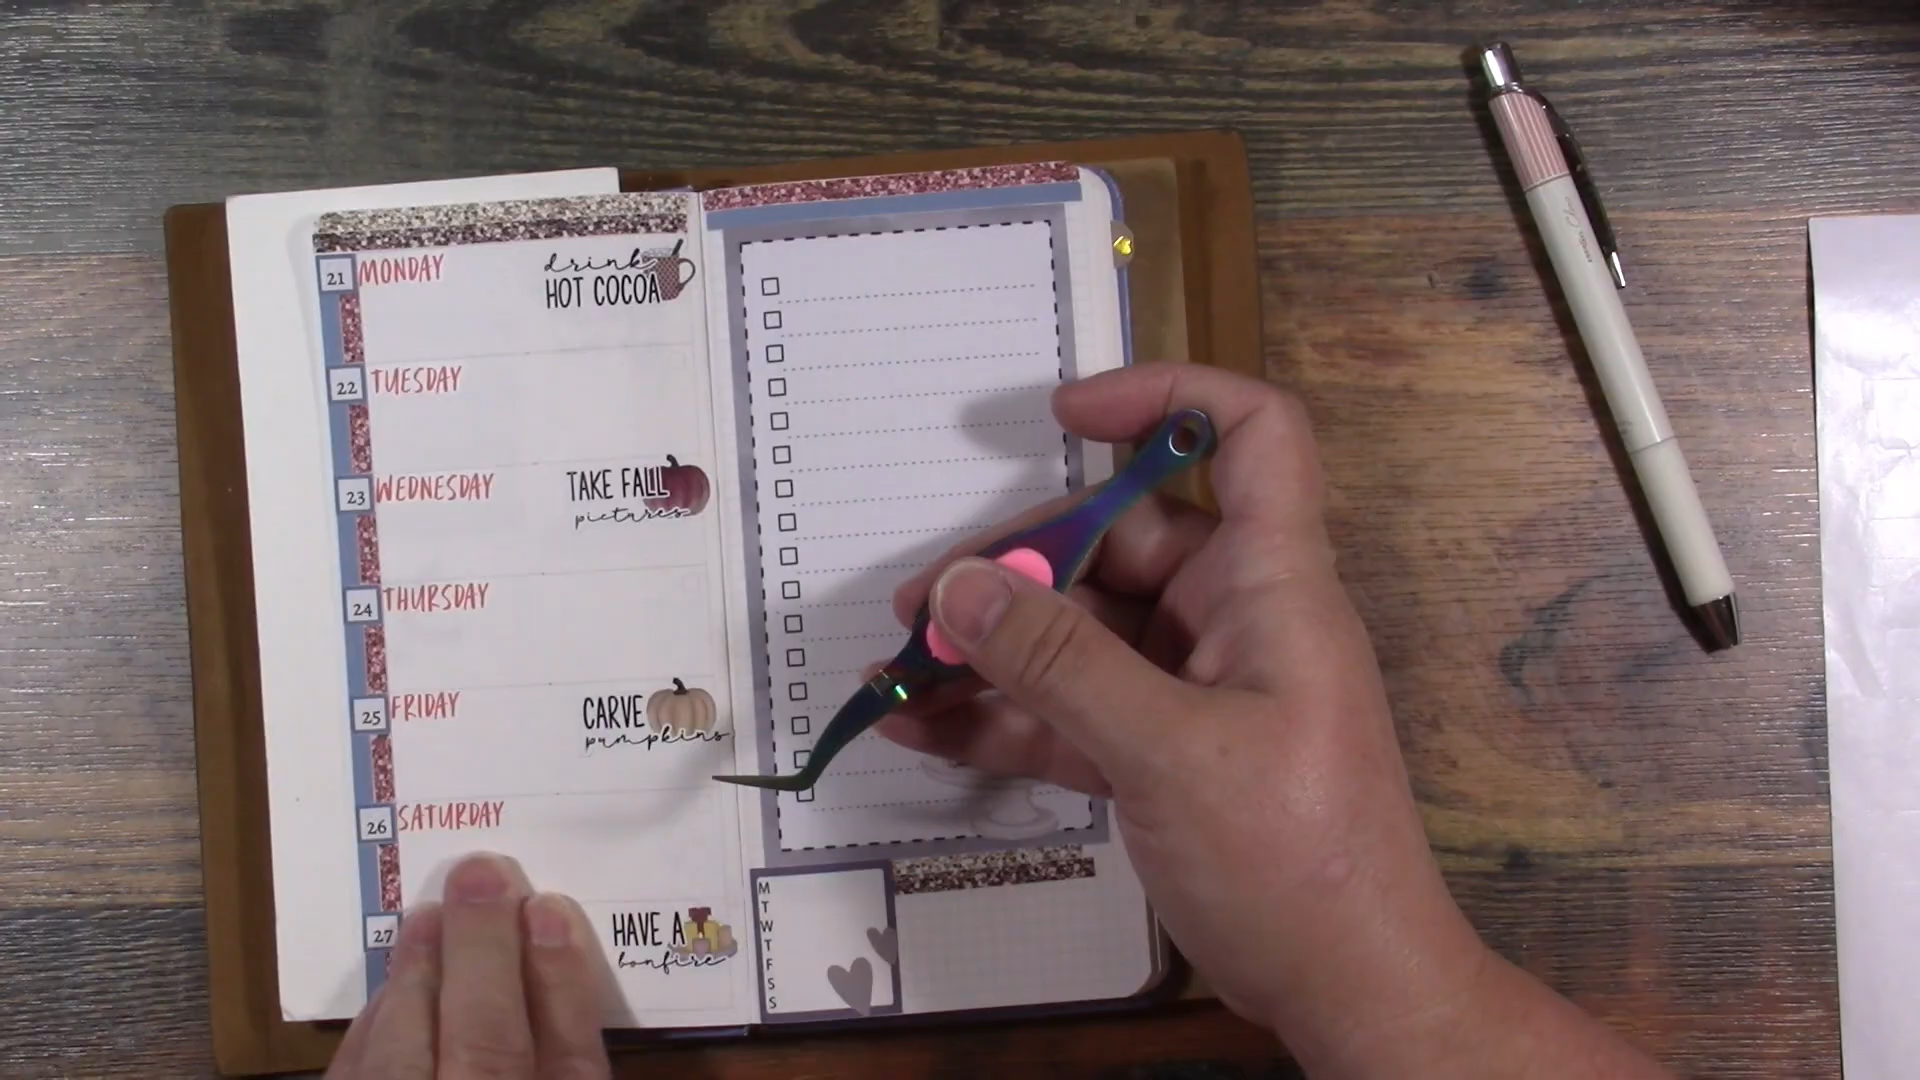 21 MONDAY
drink
HOT COCOA
22 TUESDAY
23 WEDNESDAY
TAKE FALL
pictures
24 THURSDAY
25 FRIDAY
CARVE
pumpkins
26 SATURDAY
27
HAVE A
bonfire
M
T
W
T
F
S
S